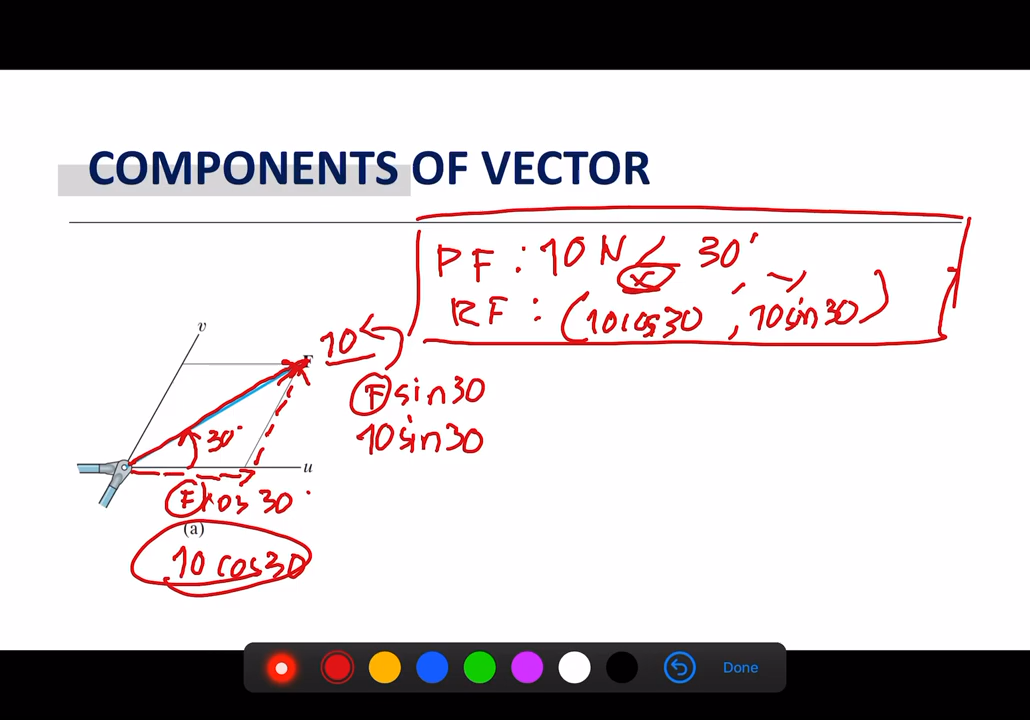 COMPONENTS OF VECTOR
PF : 10 N ∠ 30°
x
RF : (10cos30 , 10sin30)
v
10
F
F sin30
10sin30
30°
u
F cos 30°
(a)
10 cos30
Done